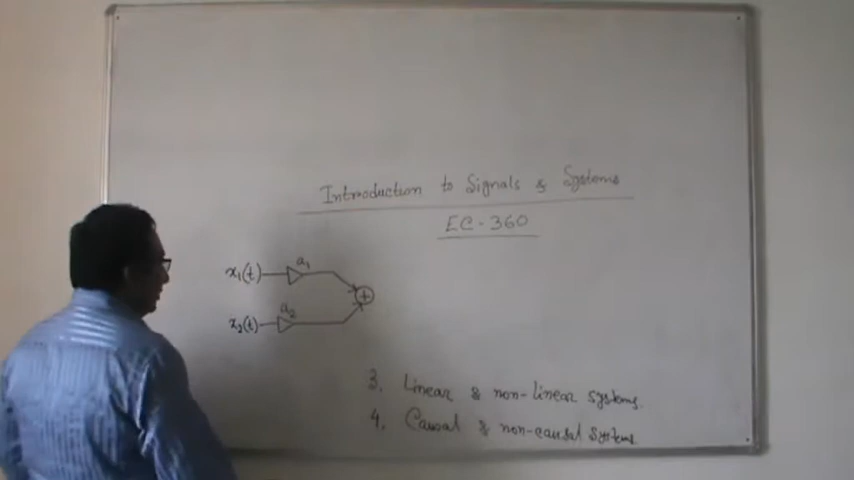 Introduction to Signals & Systems
EC-360
x₁(t) a₁
+
x₂(t) a₂
3. Linear & non-linear systems.
4. Causal & non-causal systems.